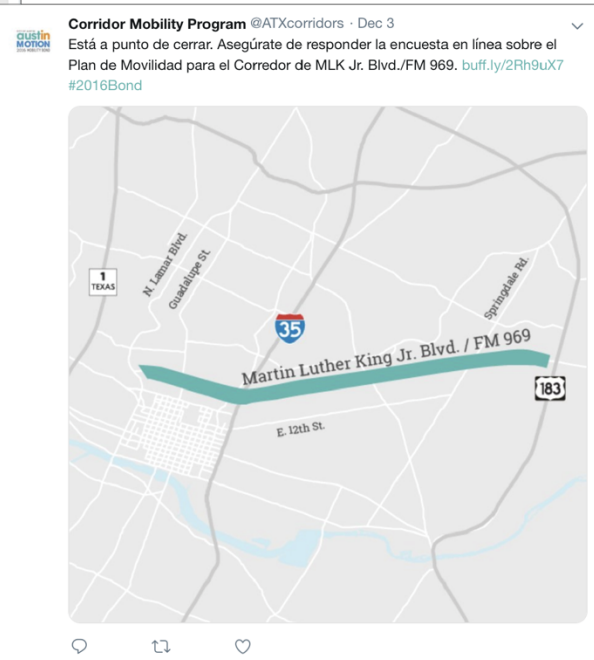 Corridor Mobility Program @ATXcorridors · Dec 3
Está a punto de cerrar. Asegúrate de responder la encuesta en línea sobre el
Plan de Movilidad para el Corredor de MLK Jr. Blvd./FM 969. buff.ly/2Rh9uX7
#2016Bond
austin
MOTION
N. Lamar Blvd.
Guadalupe St.
Springdale Rd.
1
TEXAS
35
Martin Luther King Jr. Blvd. / FM 969
183
E. 12th St.